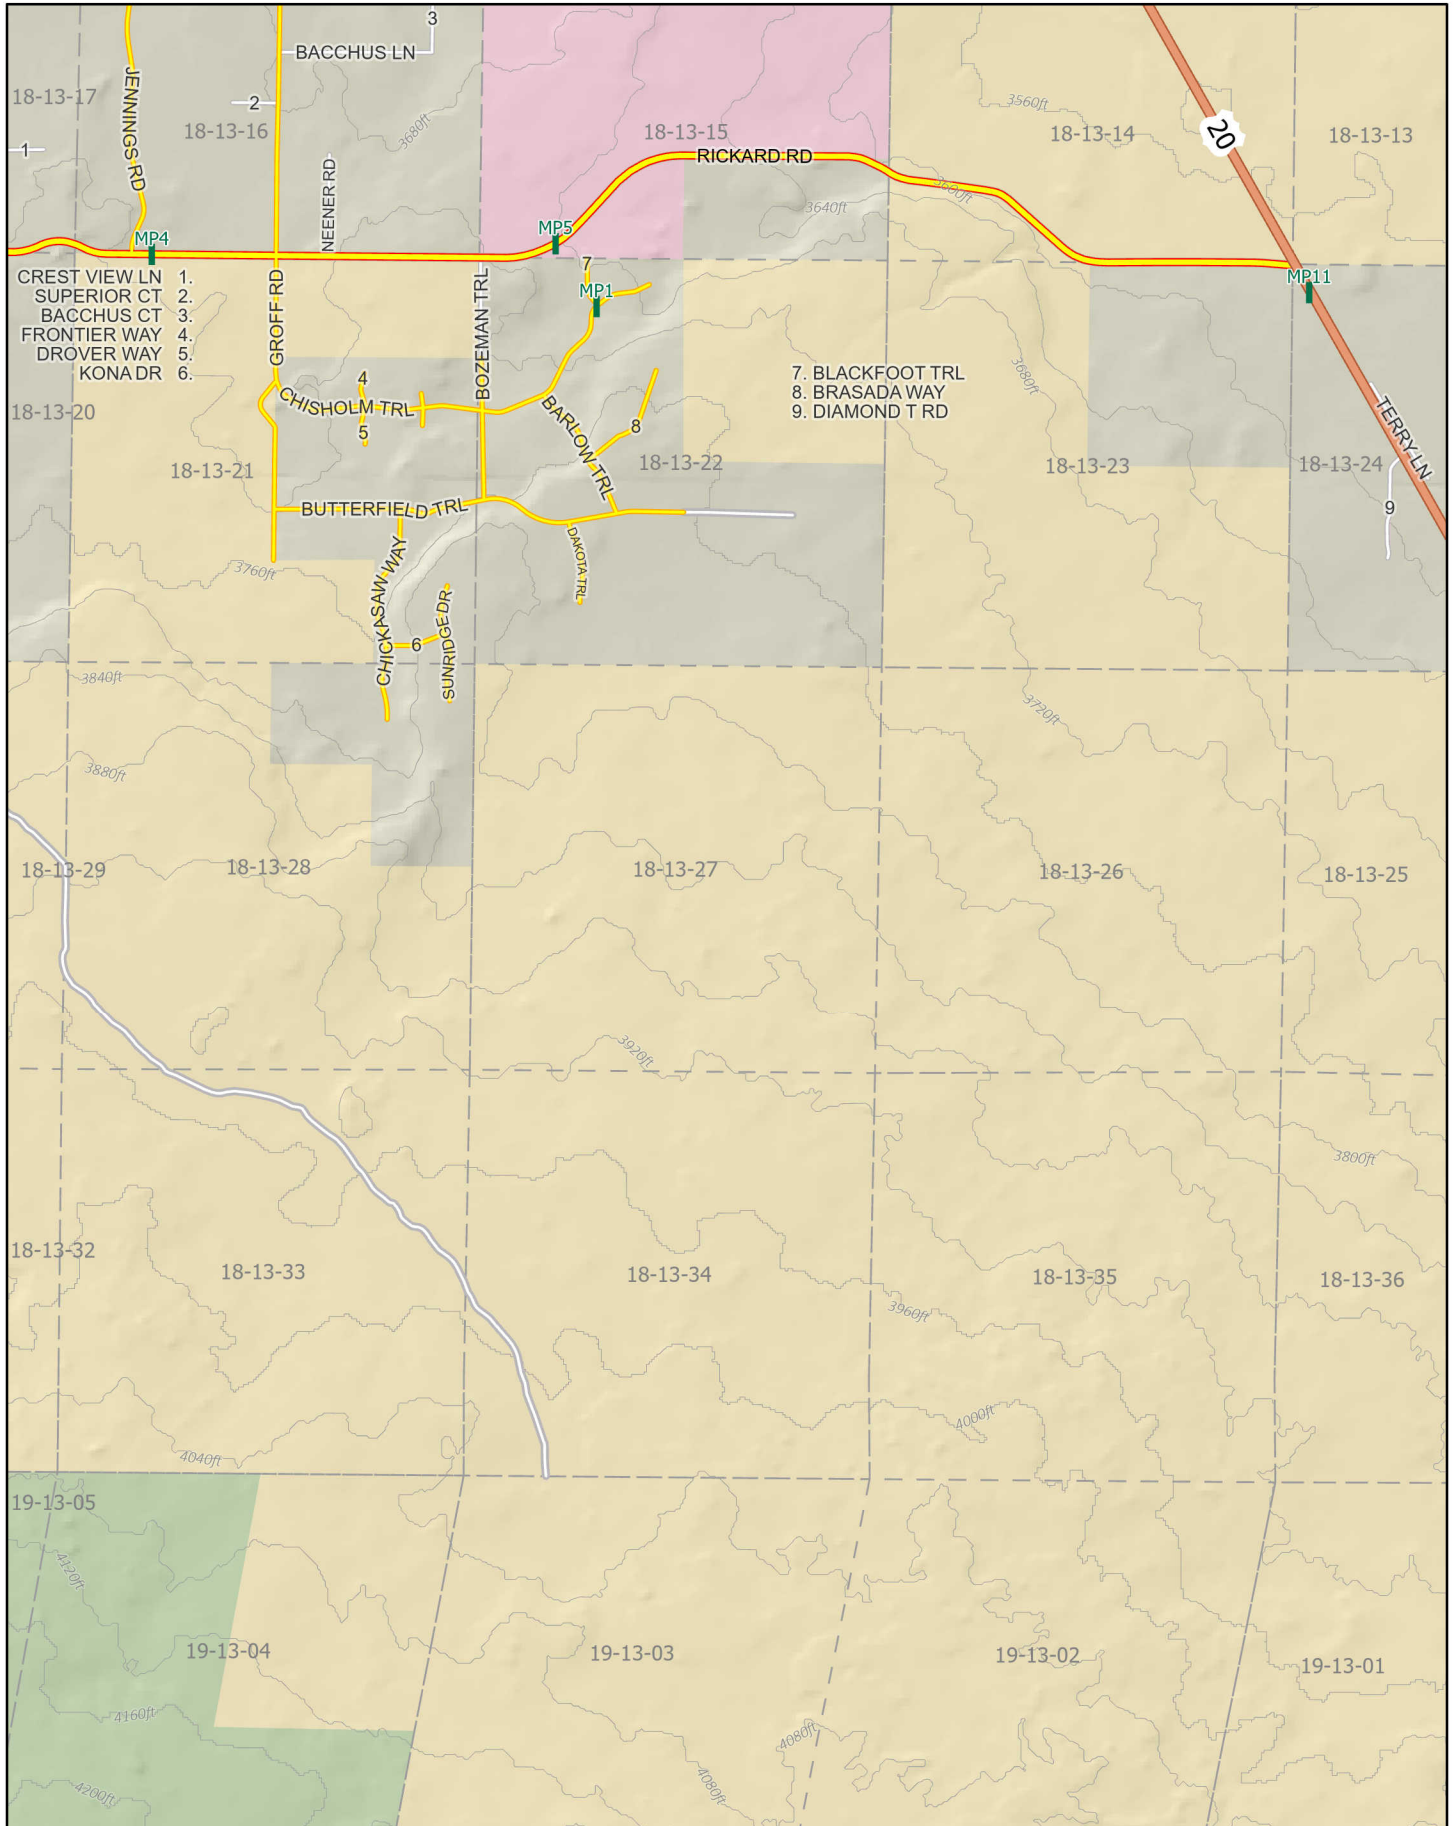 3
BACCHUS LN
JENNINGS RD
18-13-17
2
18-13-16
3680ft
1
NEENER RD
18-13-15
RICKARD RD
3560ft
18-13-14
20
18-13-13
3600ft
3640ft
MP4
MP5
7
MP1
MP11
CREST VIEW LN 1.
SUPERIOR CT 2.
BACCHUS CT 3.
FRONTIER WAY 4.
DROVER WAY 5.
KONA DR 6.
GROFF RD
BOZEMAN TRL
7. BLACKFOOT TRL
8. BRASADA WAY
9. DIAMOND T RD
3680ft
4
CHISHOLM TRL
5
BARLOW TRL
8
18-13-20
TERRY LN
18-13-21
18-13-22
18-13-23
18-13-24
9
BUTTERFIELD TRL
DAKOTA TRL
3760ft
CHICKASAW WAY
6
SUNRIDGE DR
3840ft
3720ft
3880ft
18-13-29
18-13-28
18-13-27
18-13-26
18-13-25
3920ft
3800ft
18-13-32
18-13-33
18-13-34
18-13-35
18-13-36
3960ft
4000ft
4040ft
19-13-05
4120ft
19-13-04
19-13-03
19-13-02
19-13-01
4160ft
4080ft
4080ft
4200ft